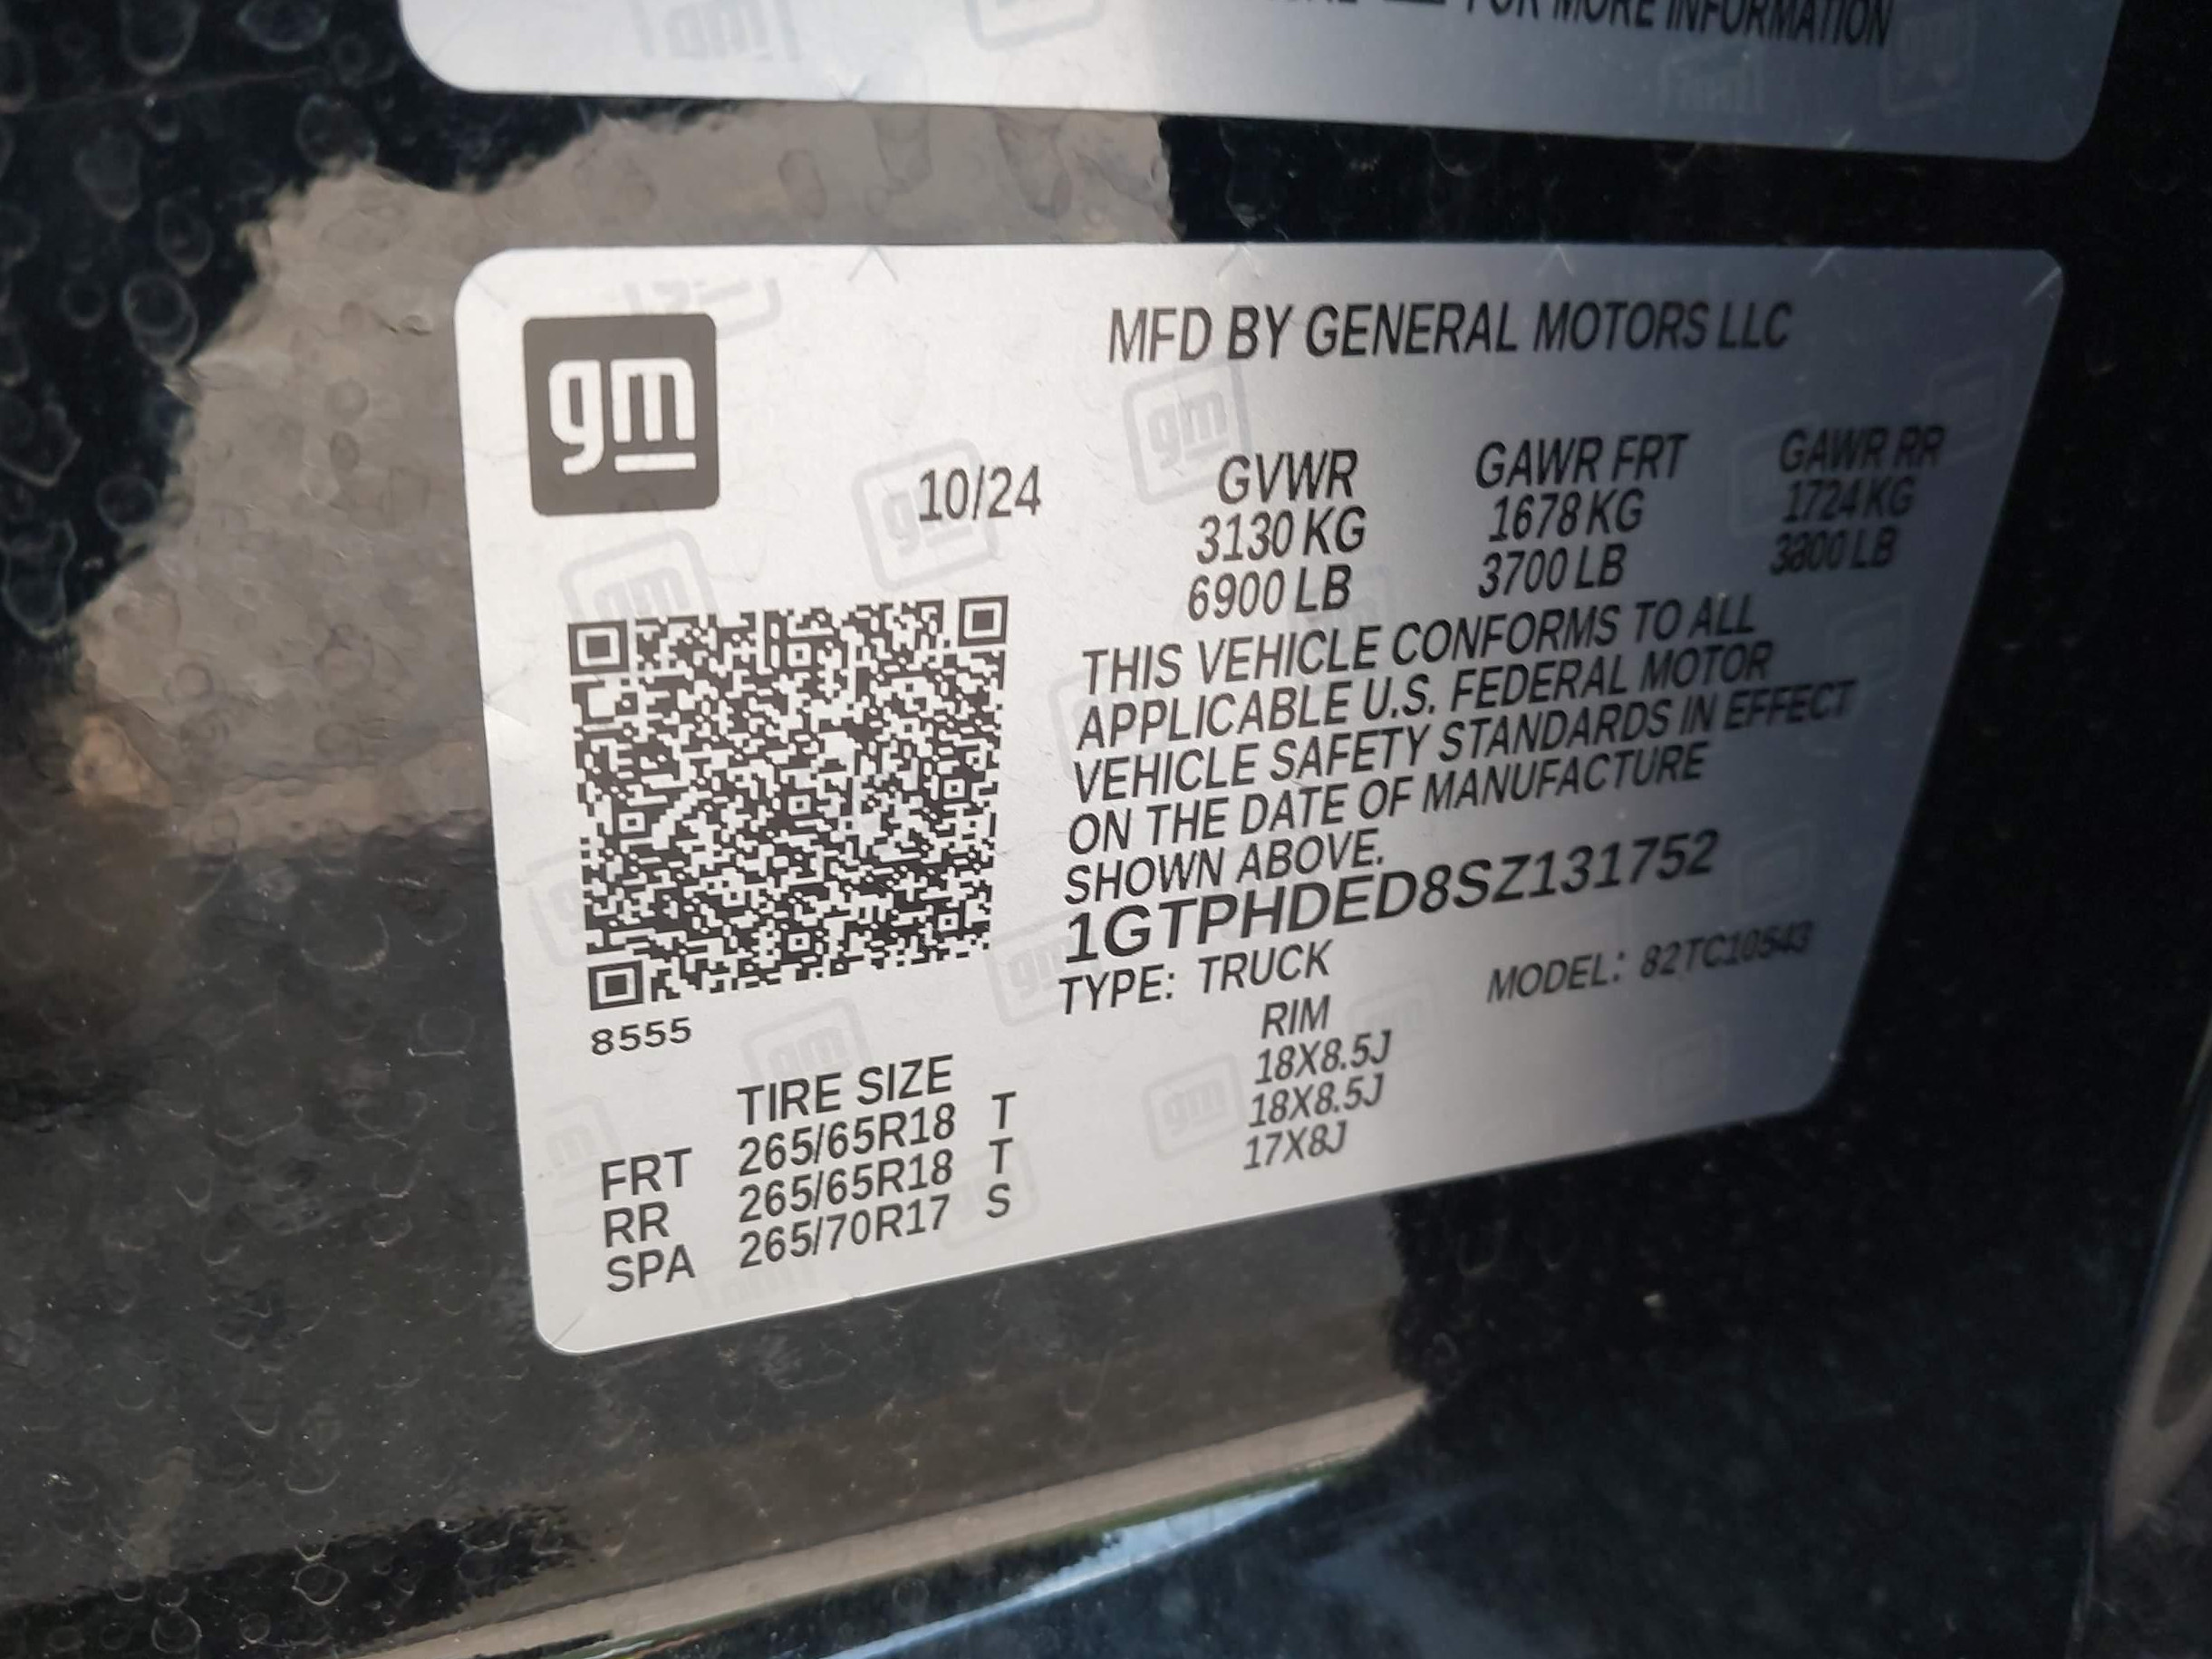 FOR MORE INFORMATION
gm
MFD BY GENERAL MOTORS LLC
10/24
GVWR GAWR FRT GAWR RR
3130 KG 1678 KG 1724 KG
6900 LB 3700 LB 3800 LB
THIS VEHICLE CONFORMS TO ALL
APPLICABLE U.S. FEDERAL MOTOR
VEHICLE SAFETY STANDARDS IN EFFECT
ON THE DATE OF MANUFACTURE
SHOWN ABOVE.
1GTPHDED8SZ131752
TYPE: TRUCK MODEL: 82TC10543
8555
TIRE SIZE RIM
FRT 265/65R18 T 18X8.5J
RR 265/65R18 T 18X8.5J
SPA 265/70R17 S 17X8J